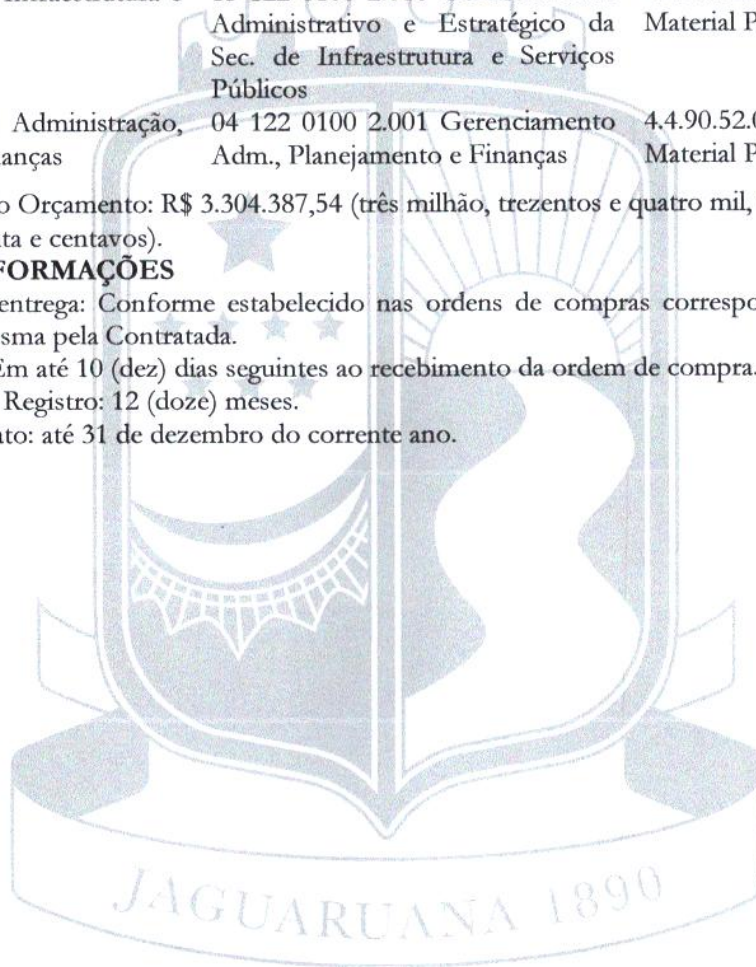 Administrativo e Estratégico da Material P
Sec. de Infraestrutura e Serviços
Públicos
Administração, 04 122 0100 2.001 Gerenciamento 4.4.90.52.0
anças Adm., Planejamento e Finanças Material P
o Orçamento: R$ 3.304.387,54 (três milhão, trezentos e quatro mil,
ta e centavos).
FORMAÇÕES
entrega: Conforme estabelecido nas ordens de compras correspo
sma pela Contratada.
Em até 10 (dez) dias seguintes ao recebimento da ordem de compra.
Registro: 12 (doze) meses.
to: até 31 de dezembro do corrente ano.
JAGUARUANA 1890